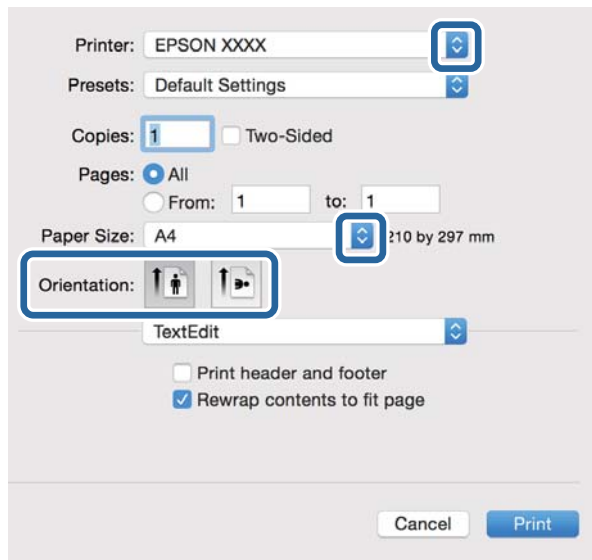 Printer: EPSON XXXX
Presets: Default Settings
Copies: 1 Two-Sided
Pages: All
From: 1 to: 1
Paper Size: A4 210 by 297 mm
Orientation:
TextEdit
Print header and footer
Rewrap contents to fit page
Cancel Print